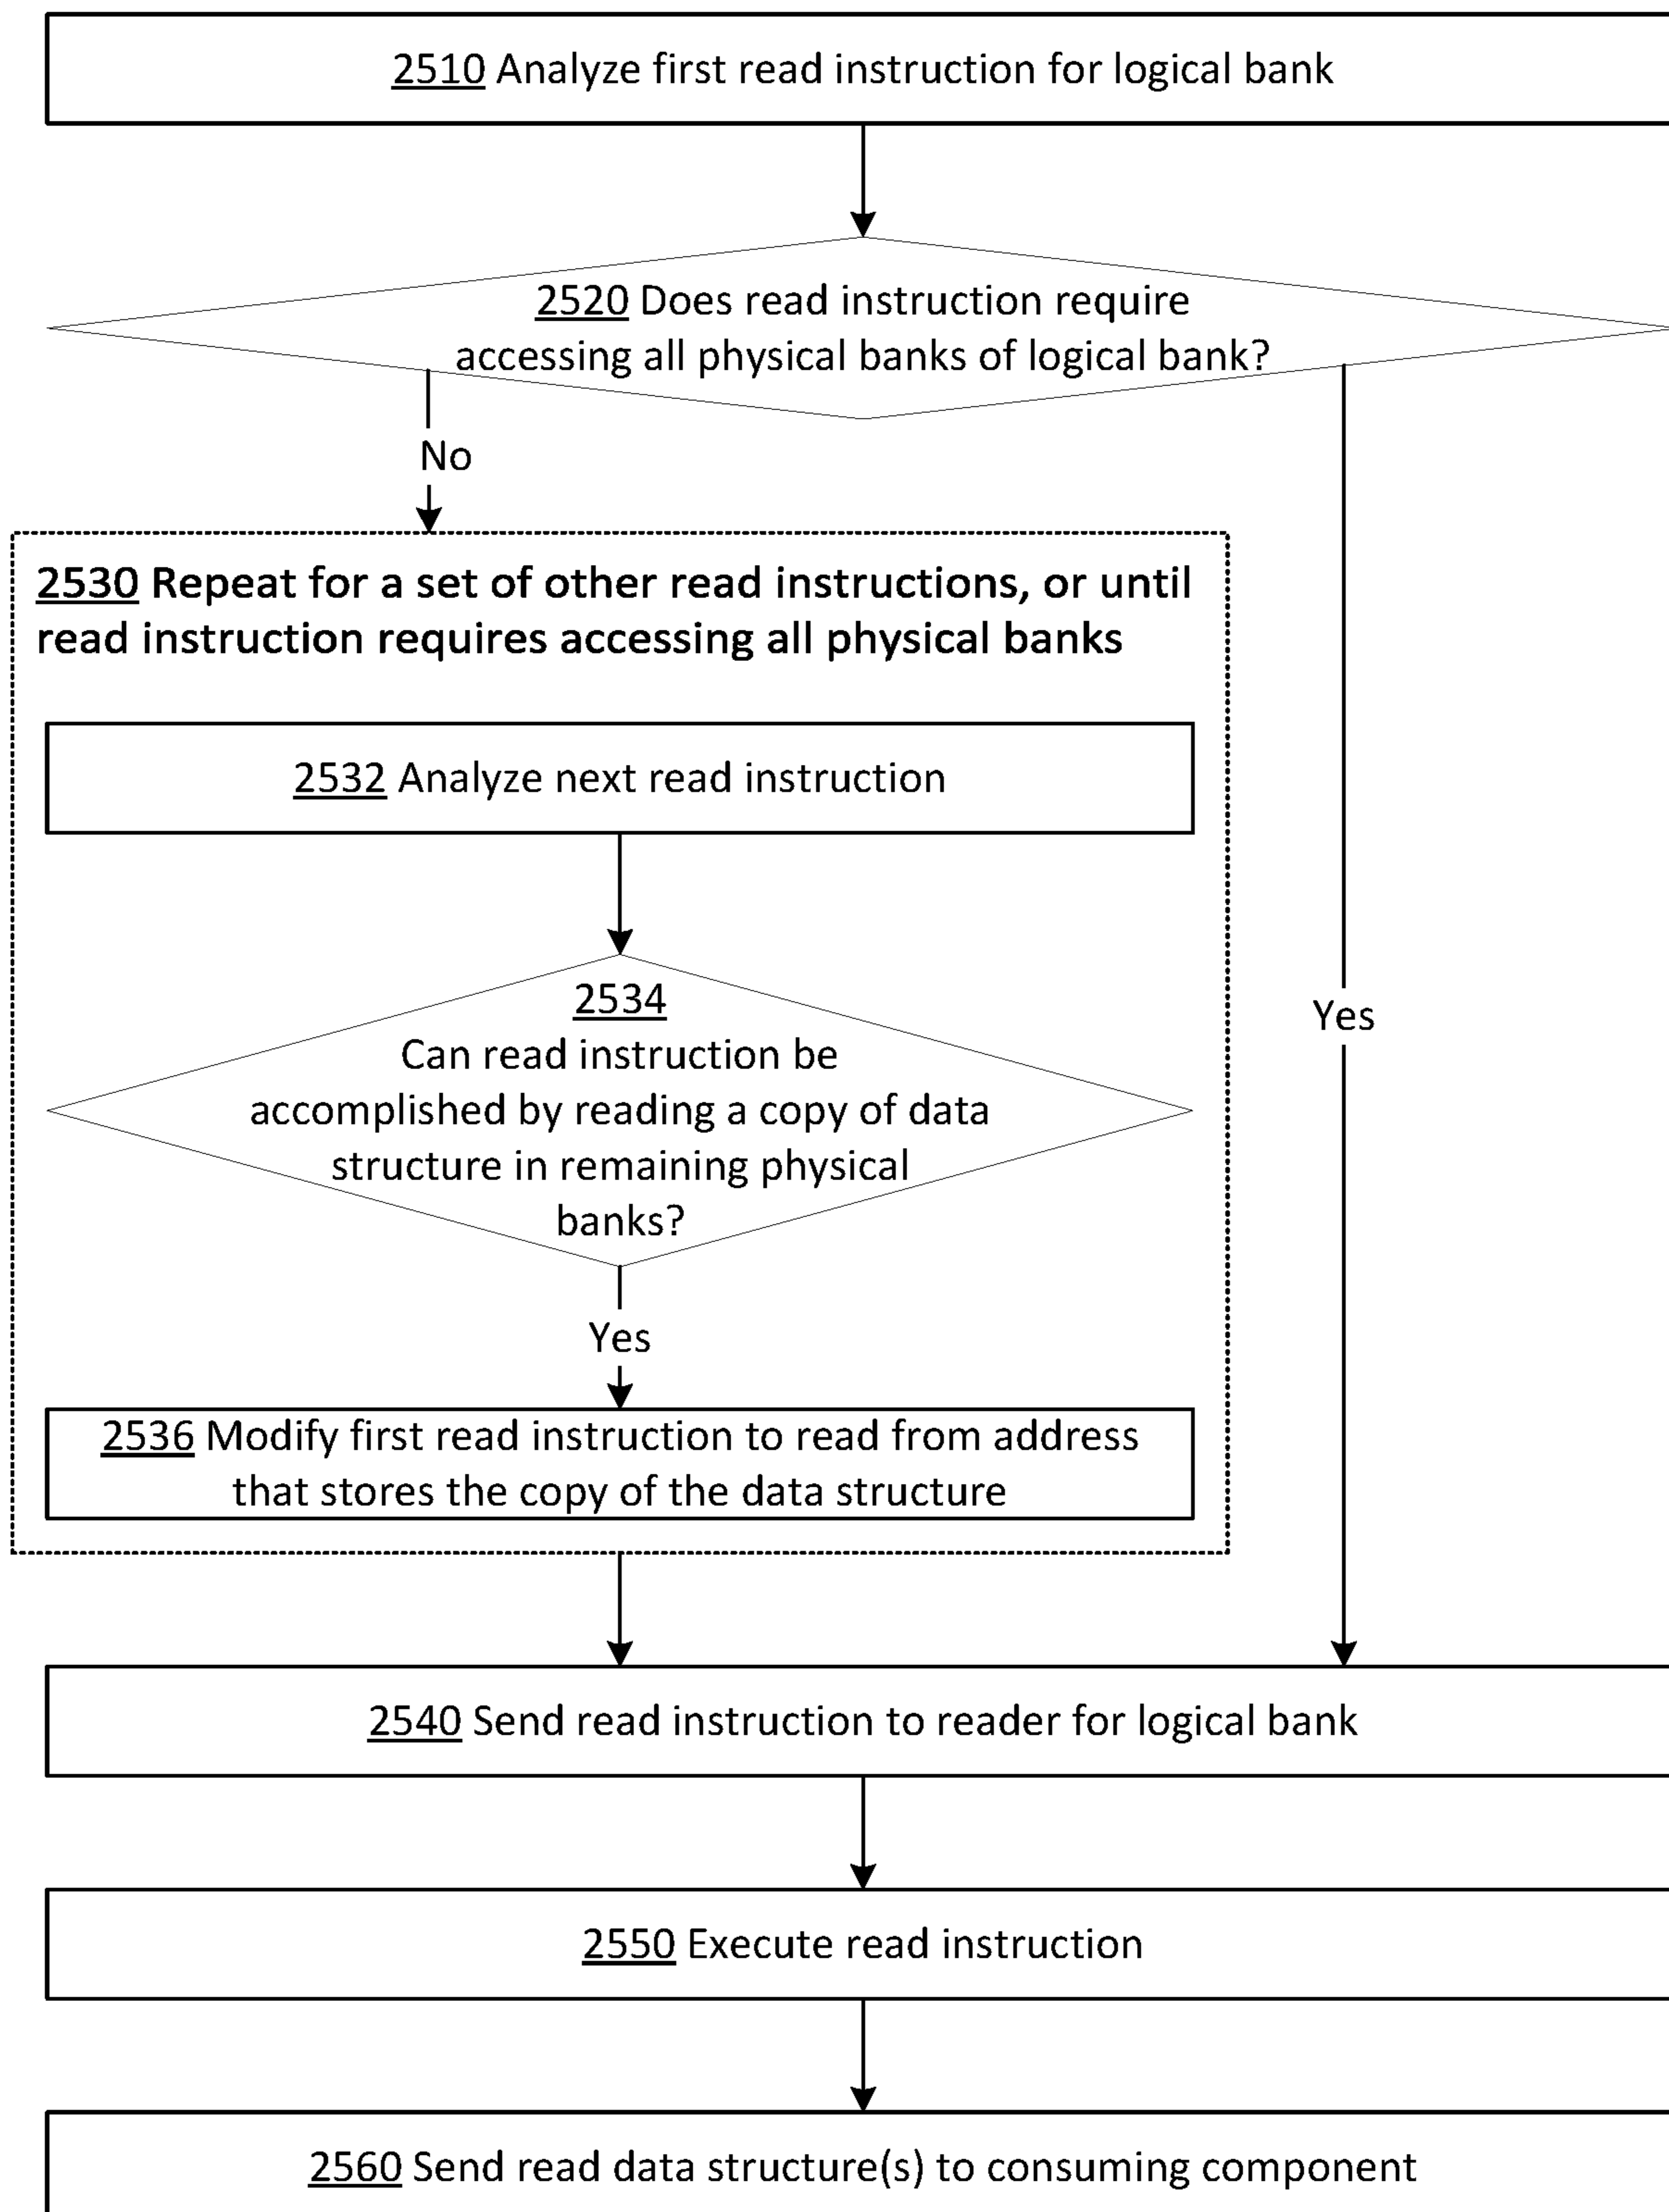 2510 Analyze first read instruction for logical bank
2520 Does read instruction require
accessing all physical banks of logical bank?
No
2530 Repeat for a set of other read instructions, or until
read instruction requires accessing all physical banks
2532 Analyze next read instruction
2534
Can read instruction be
accomplished by reading a copy of data
structure in remaining physical
banks?
Yes
Yes
2536 Modify first read instruction to read from address
that stores the copy of the data structure
2540 Send read instruction to reader for logical bank
2550 Execute read instruction
2560 Send read data structure(s) to consuming component